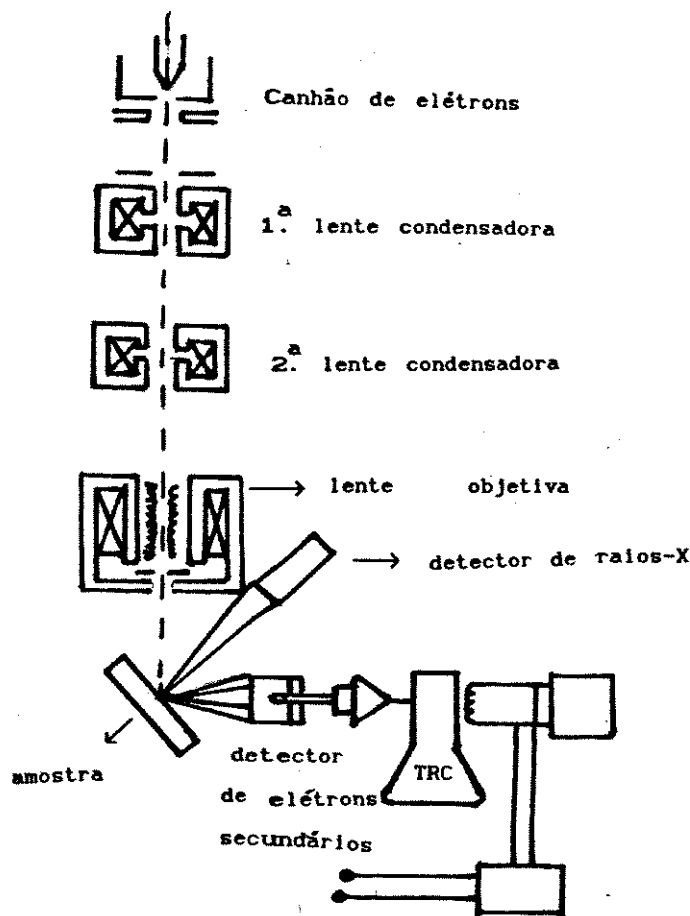 Canhão de elétrons
1.ª lente condensadora
2.ª lente condensadora
lente objetiva
detector de raios-X
TRC
amostra
detector
de elétrons
secundários